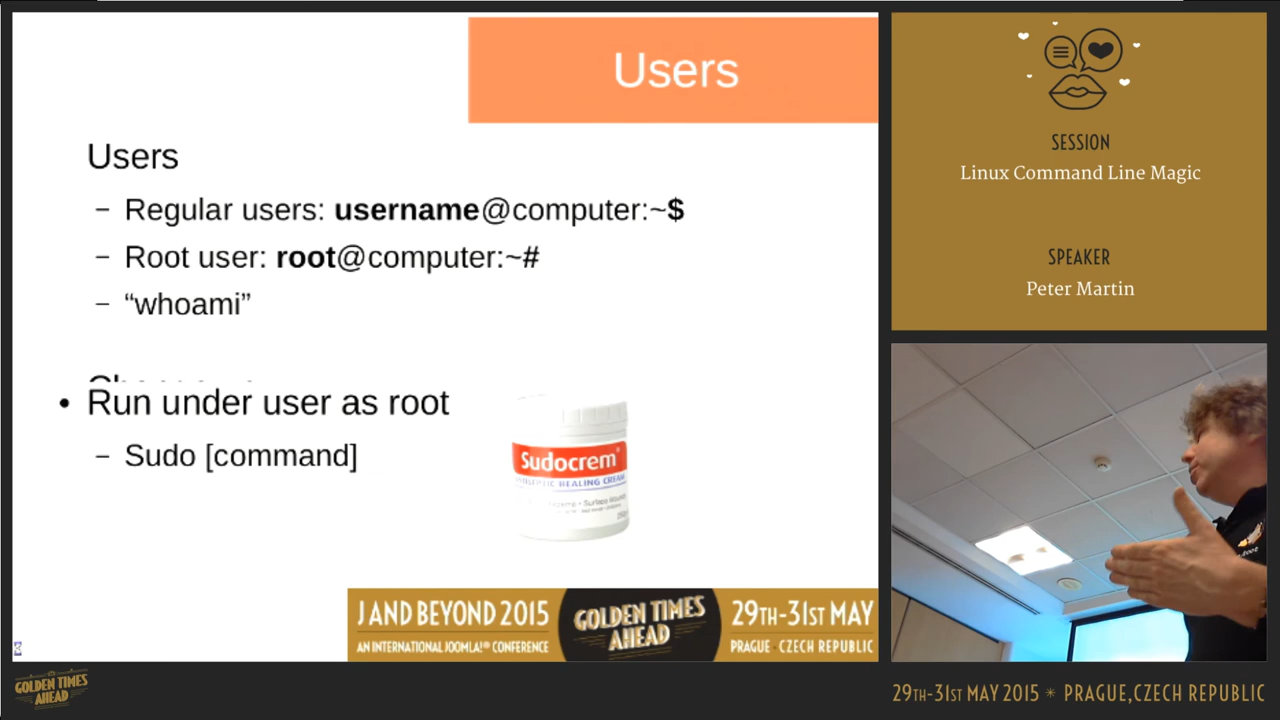 Users
Users
– Regular users: username@computer:~$
– Root user: root@computer:~#
– “whoami”
• Run under user as root
– Sudo [command]
Sudocrem
ANTISEPTIC HEALING CREAM
J AND BEYOND 2015
AN INTERNATIONAL JOOMLA!® CONFERENCE
GOLDEN TIMES
AHEAD
29TH-31ST MAY
PRAGUE · CZECH REPUBLIC
SESSION
Linux Command Line Magic
SPEAKER
Peter Martin
GOLDEN TIMES
AHEAD
29TH-31ST MAY 2015 * PRAGUE,CZECH REPUBLIC